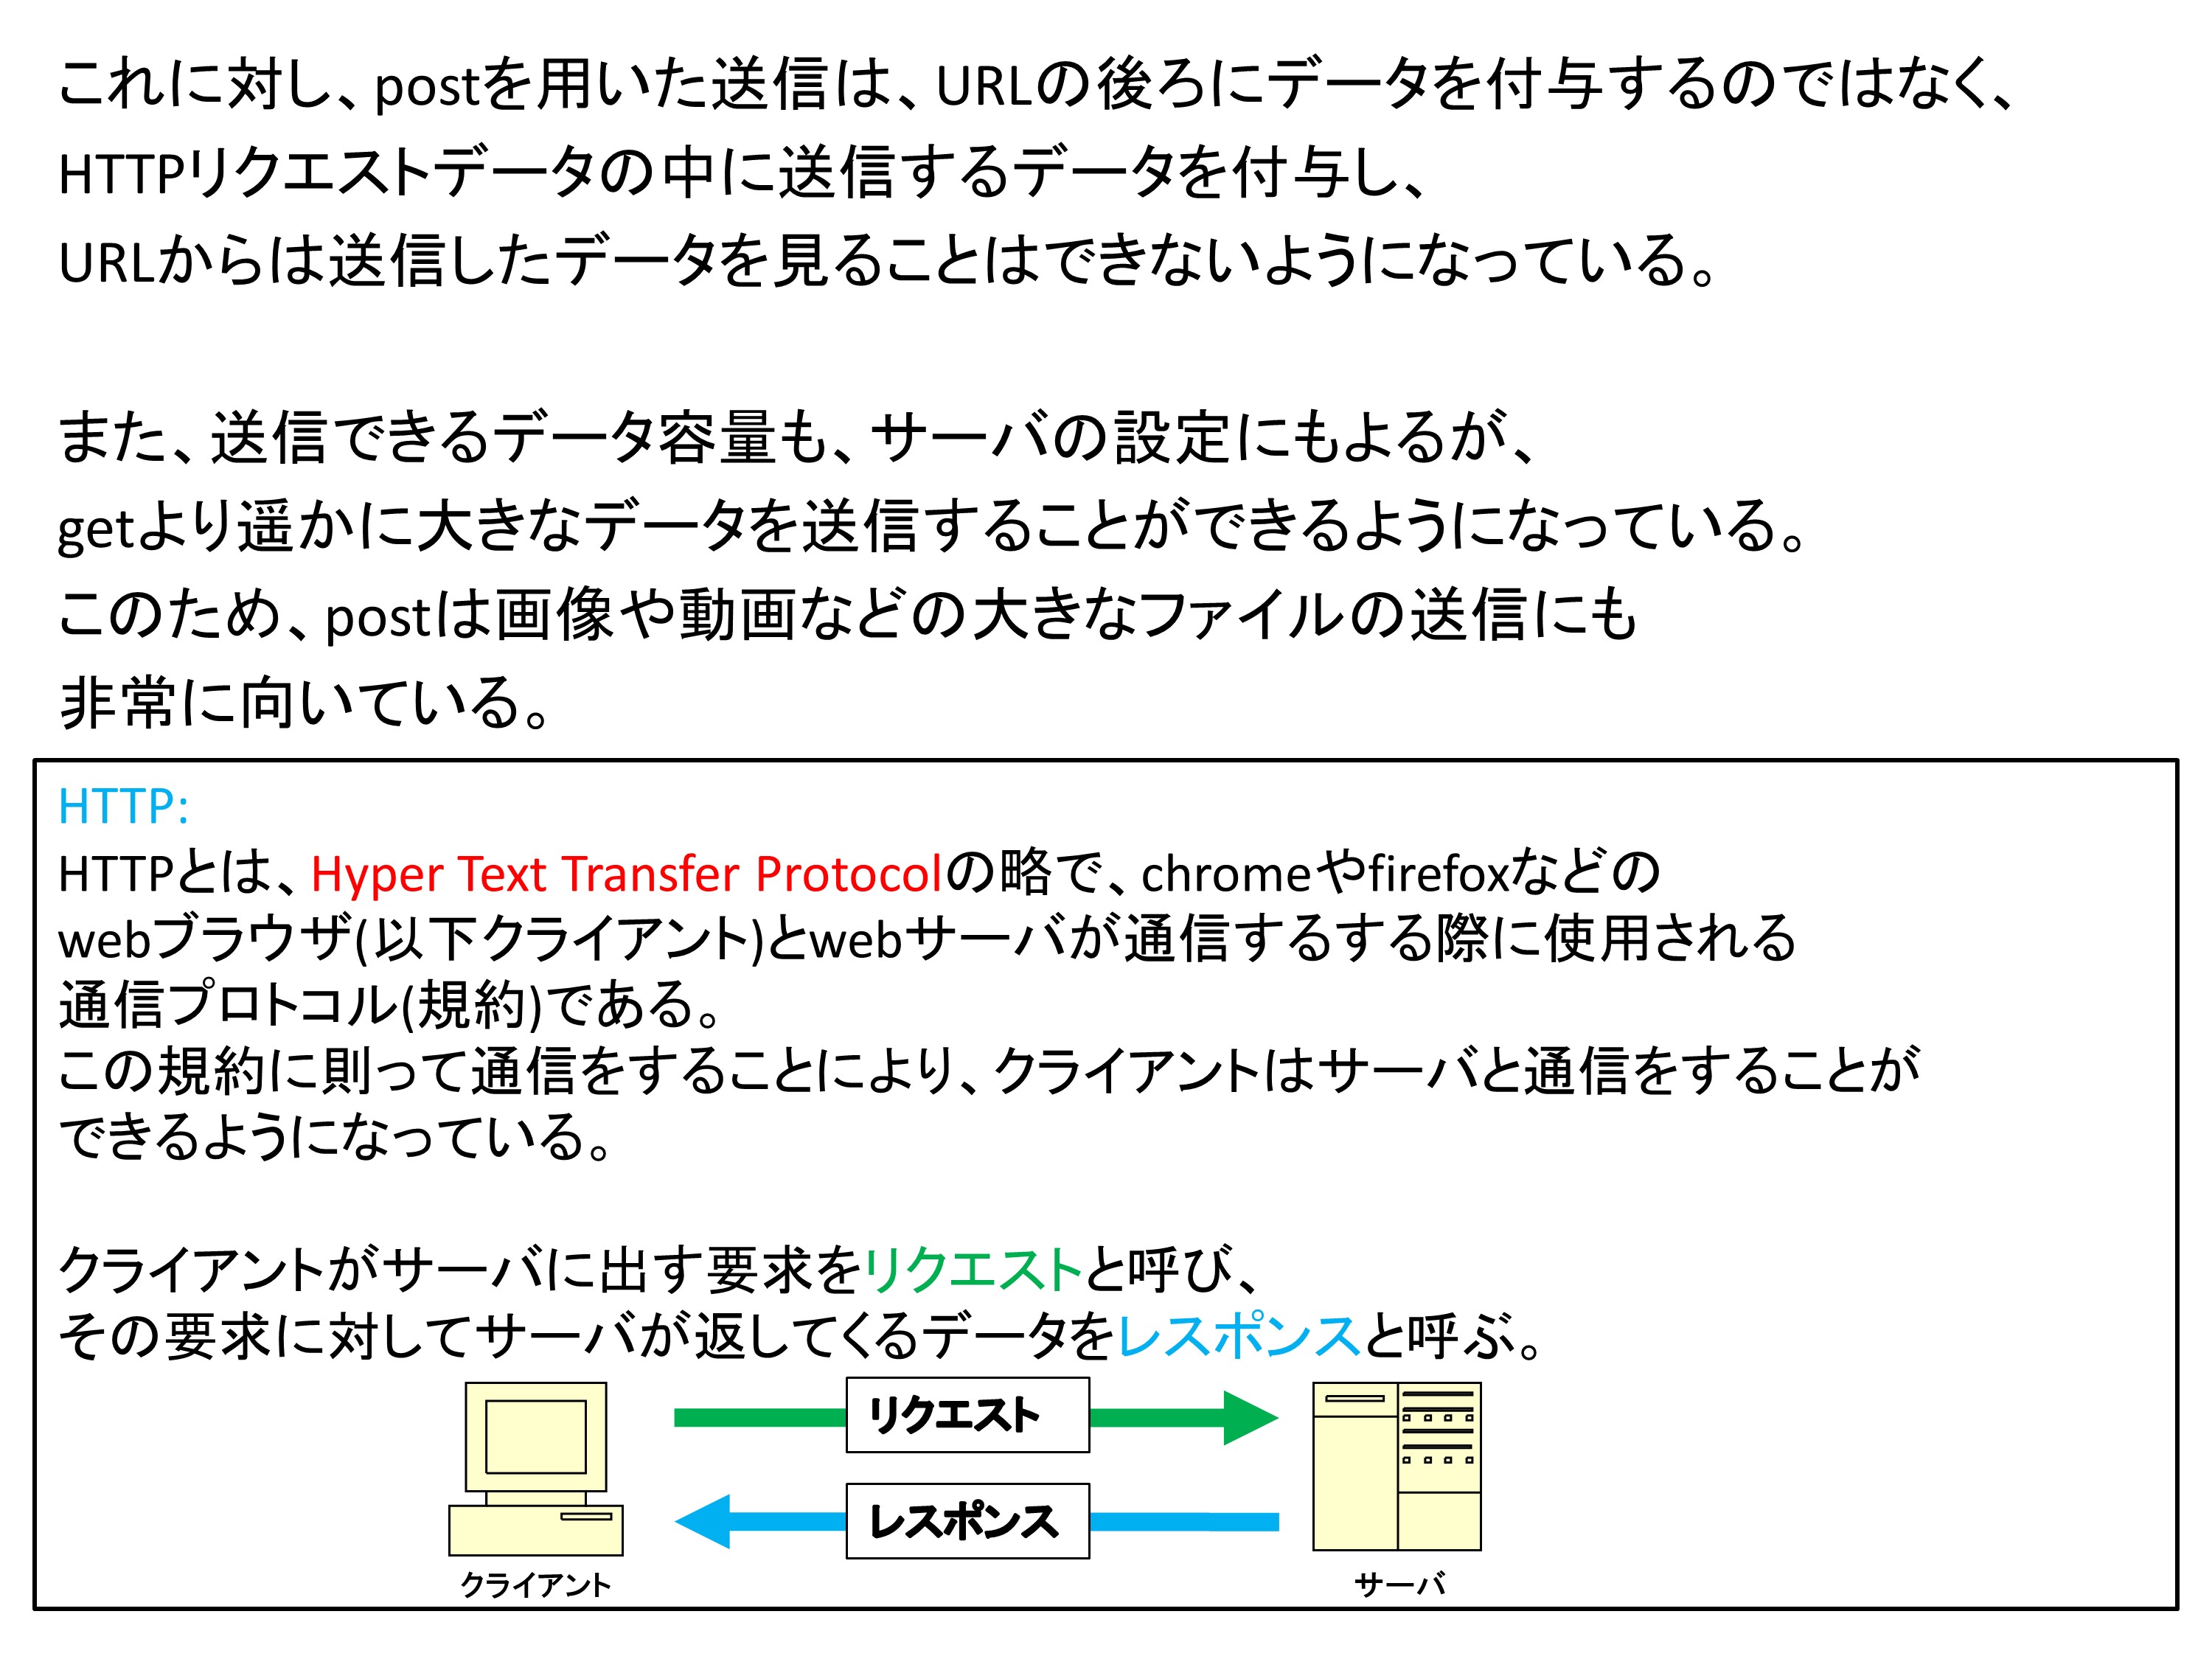 これに対し、postを用いた送信は、URLの後ろにデータを付与するのではなく、
HTTPリクエストデータの中に送信するデータを付与し、
URLからは送信したデータを見ることはできないようになっている。
また、送信できるデータ容量も、サーバの設定にもよるが、
getより遥かに大きなデータを送信することができるようになっている。
このため、postは画像や動画などの大きなファイルの送信にも
非常に向いている。
HTTP:
HTTPとは、Hyper Text Transfer Protocolの略で、chromeやfirefoxなどの
webブラウザ(以下クライアント)とwebサーバが通信するする際に使用される
通信プロトコル(規約)である。
この規約に則って通信をすることにより、クライアントはサーバと通信をすることが
できるようになっている。
クライアントがサーバに出す要求をリクエストと呼び、
その要求に対してサーバが返してくるデータをレスポンスと呼ぶ。
リクエスト
レスポンス
クライアント
サーバ